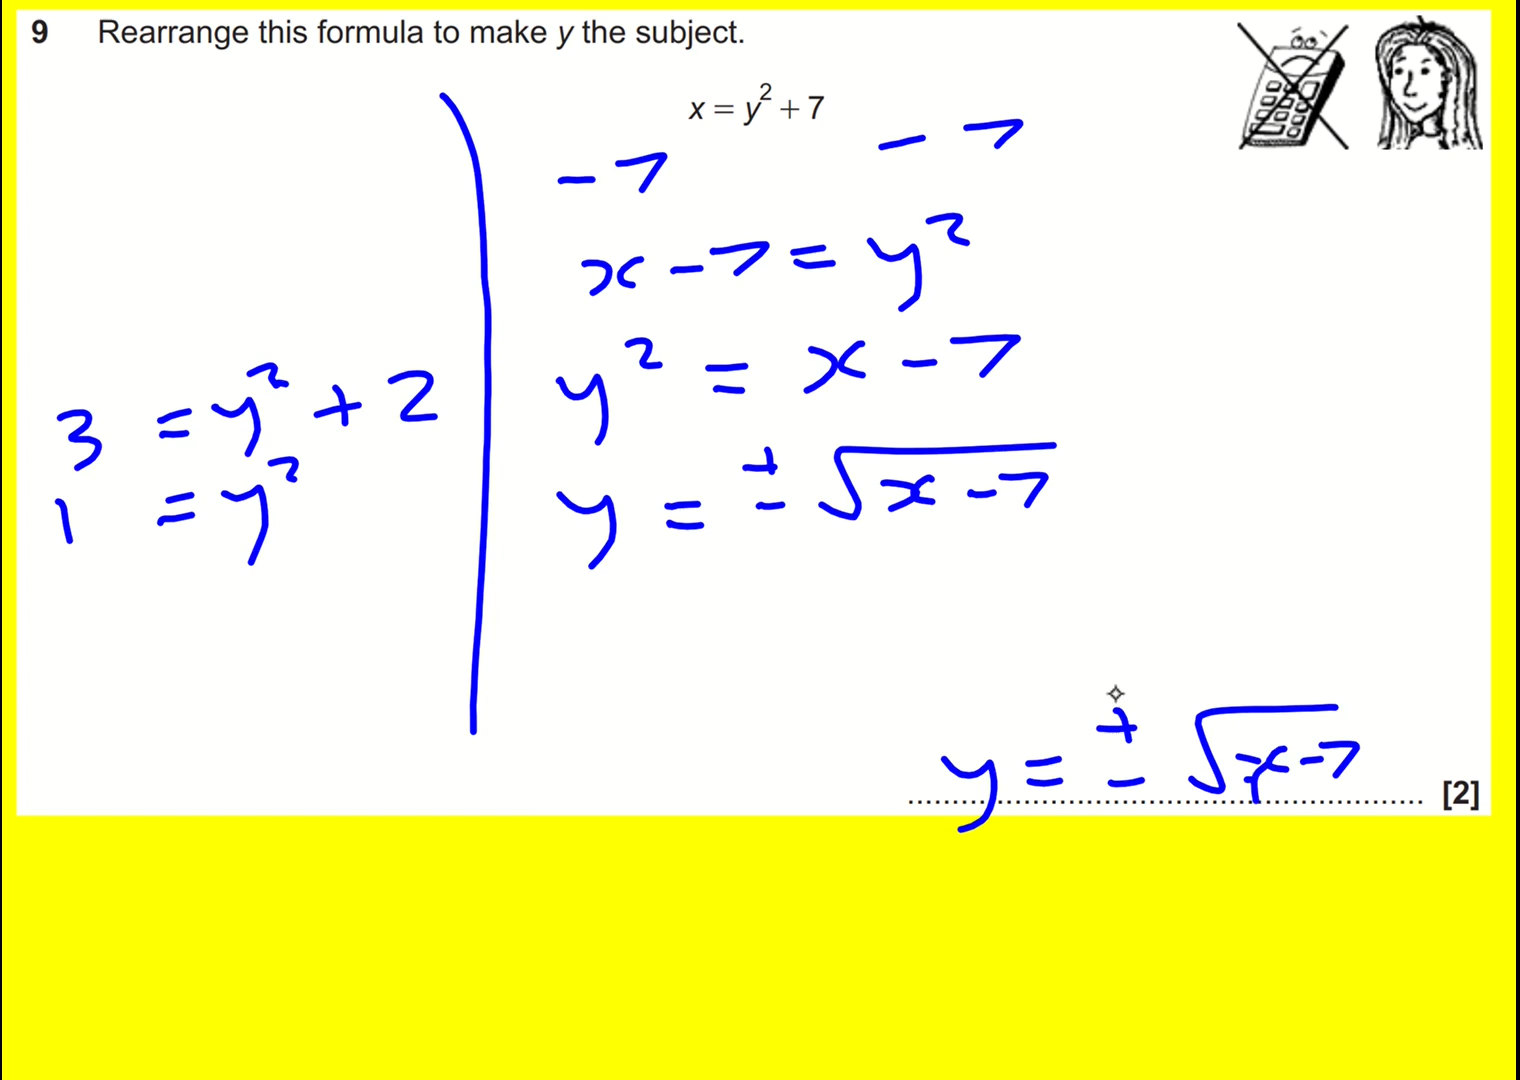 9 Rearrange this formula to make y the subject.
x = y² + 7
− 7 − 7
x − 7 = y²
y² = x − 7
y = ± √(x − 7)
3 = y² + 2
1 = y²
y = ± √(x − 7)
[2]